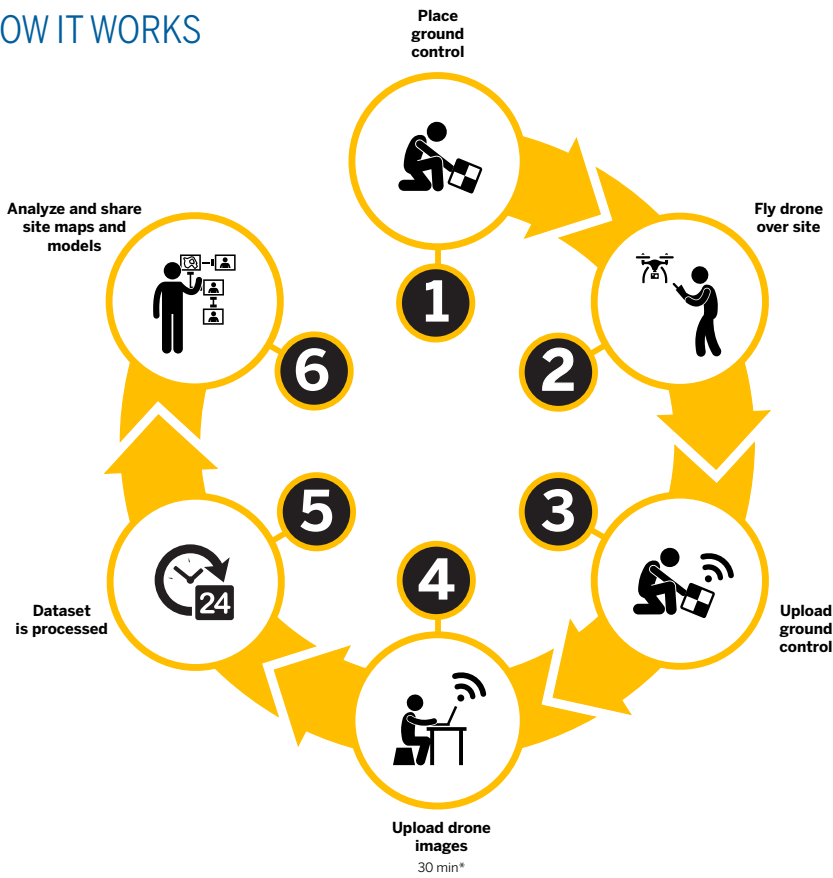 OW IT WORKS
Place
ground
control
1
Fly drone
over site
2
Upload
ground
control
3
Upload drone
images
30 min*
4
Dataset
is processed
5
24
Analyze and share
site maps and
models
6